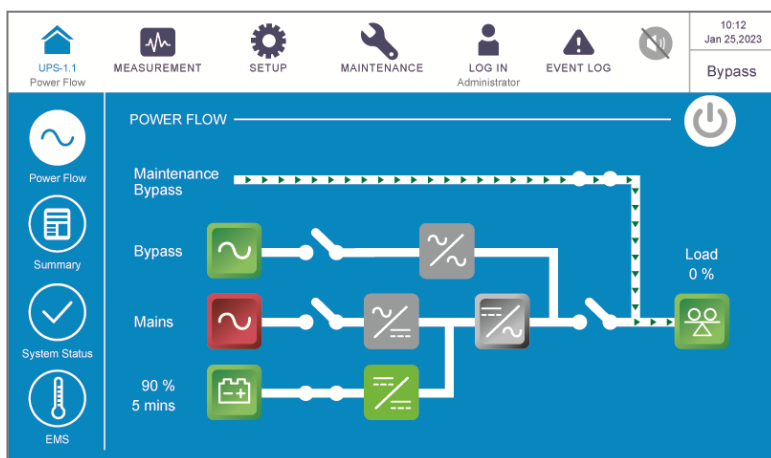 UPS-1.1
Power Flow
MEASUREMENT
SETUP
MAINTENANCE
LOG IN
Administrator
EVENT LOG
10:12
Jan 25,2023
Bypass
Power Flow
Summary
System Status
EMS
POWER FLOW
Maintenance
Bypass
Bypass
Mains
90 %
5 mins
Load
0 %